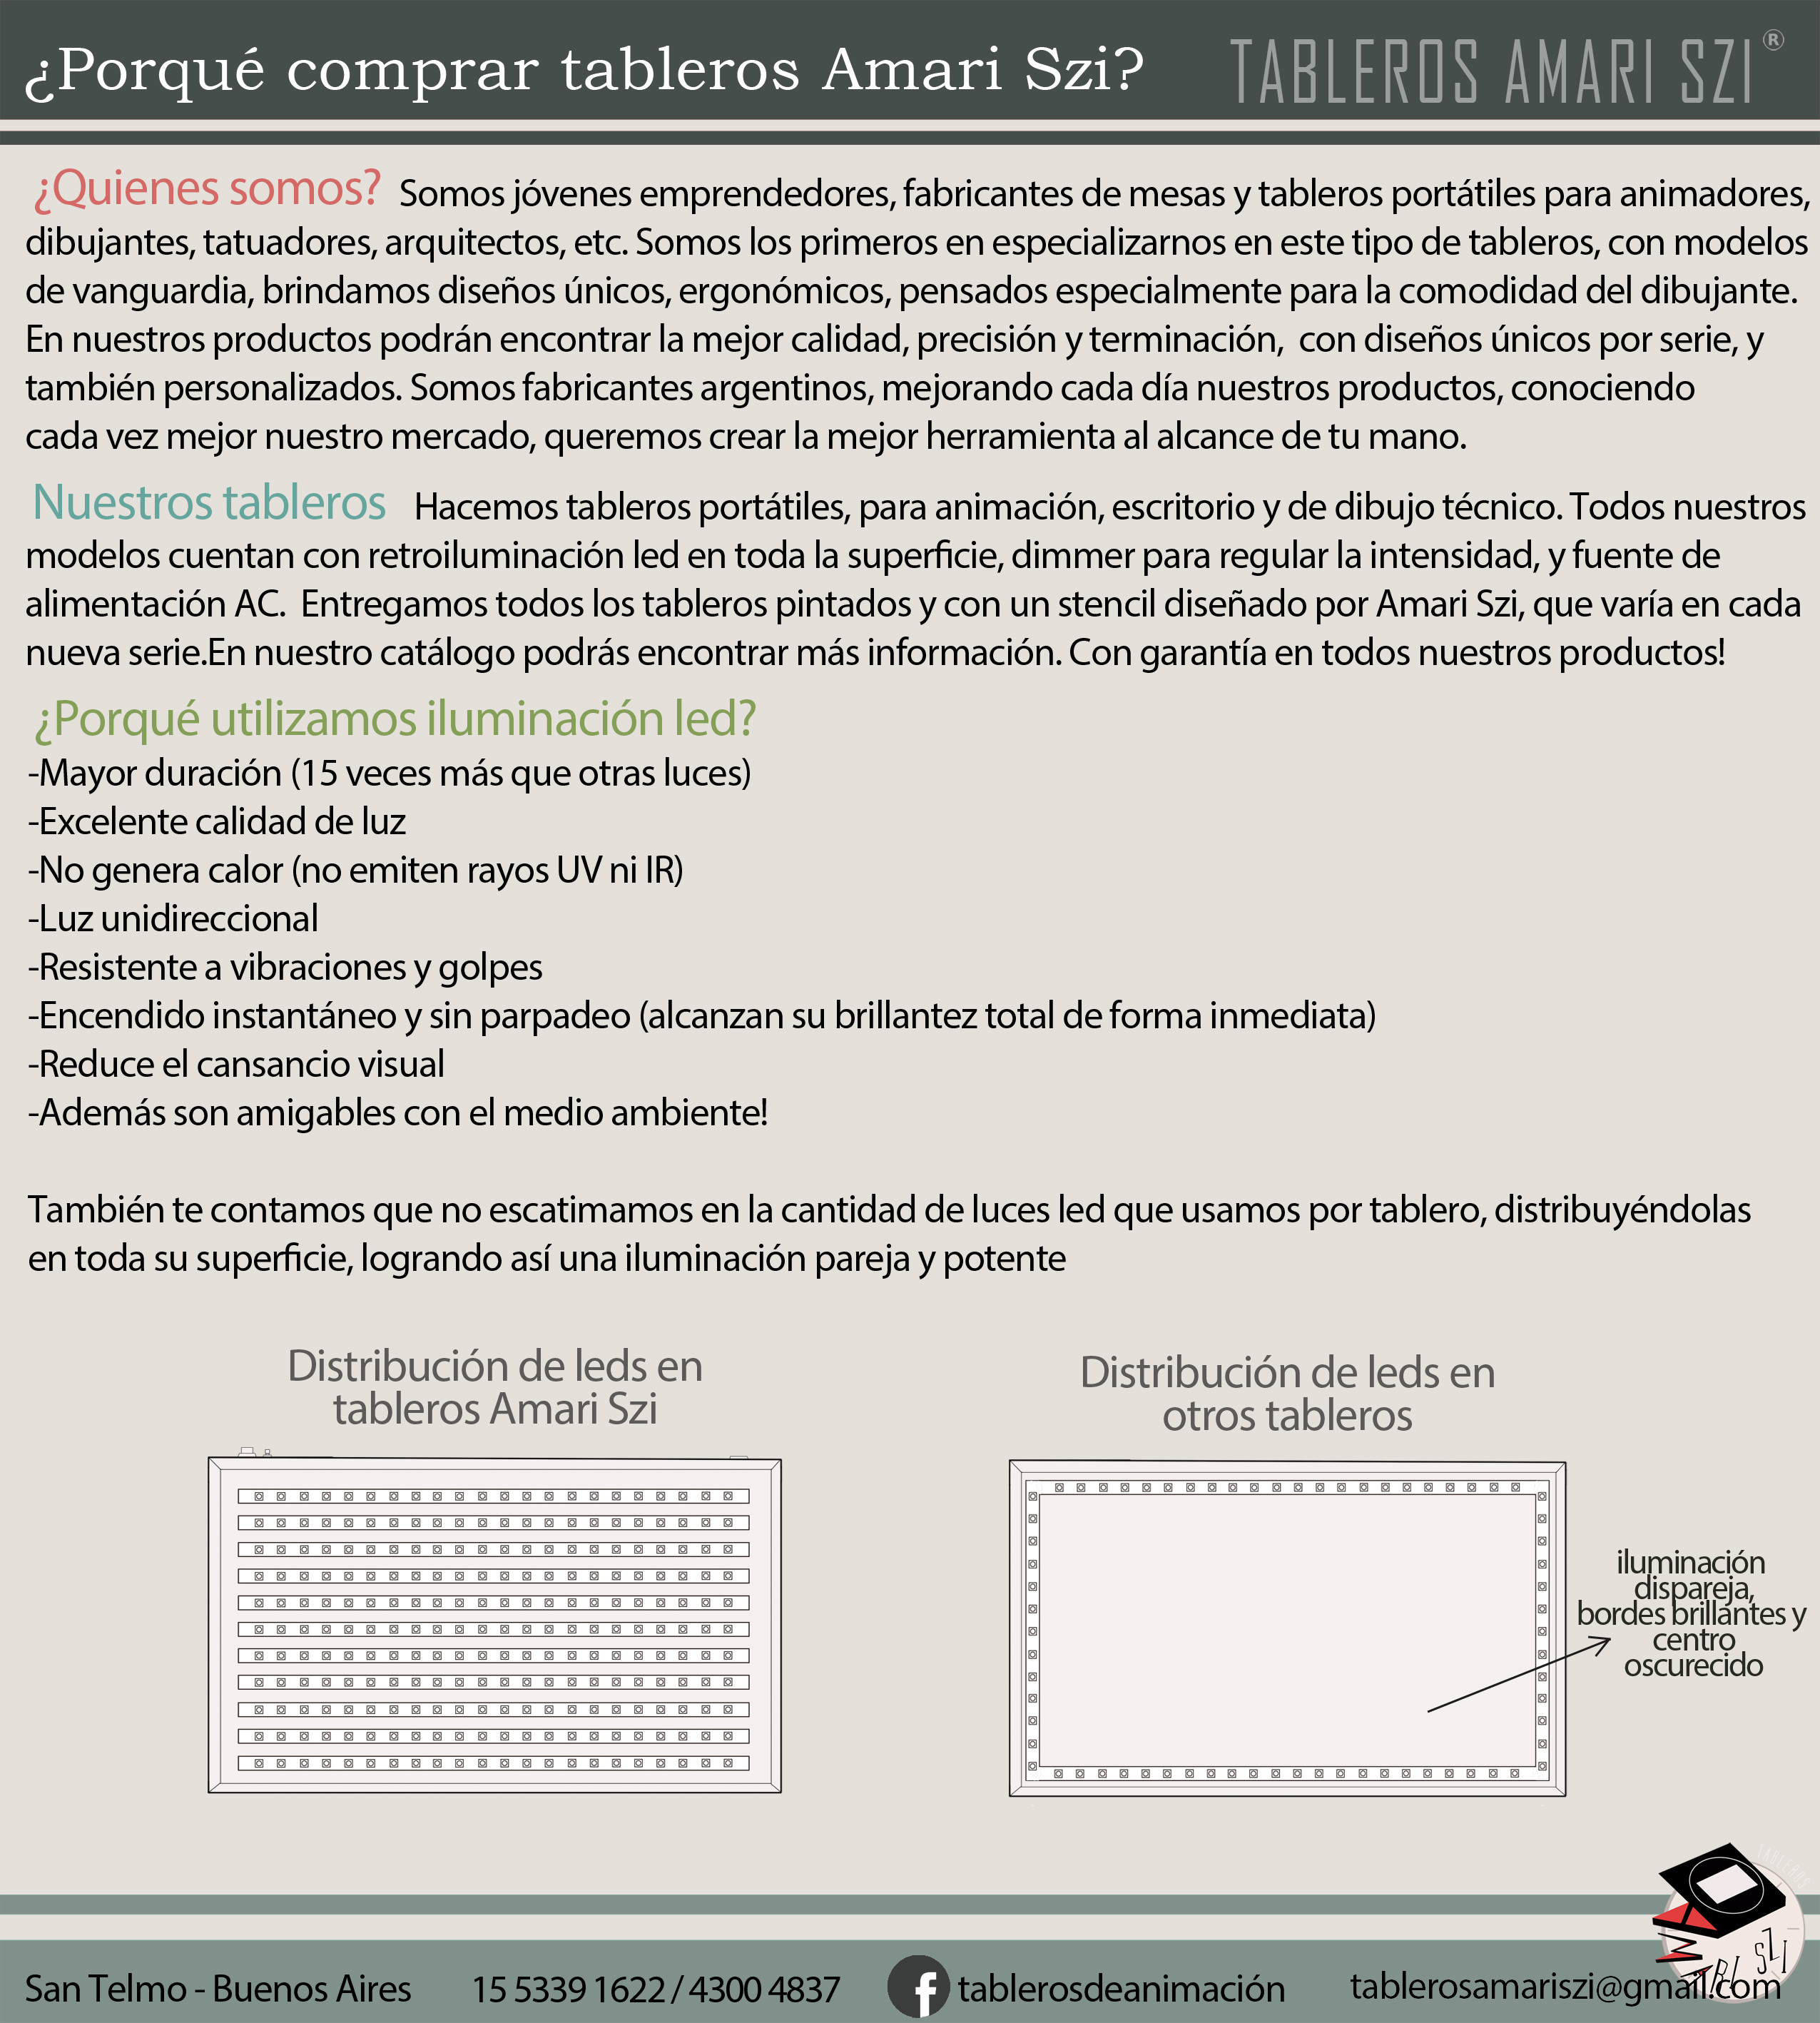 ¿Porqué comprar tableros Amari Szi?
TABLEROS AMARI SZI®
¿Quienes somos? Somos jóvenes emprendedores, fabricantes de mesas y tableros portátiles para animadores,
dibujantes, tatuadores, arquitectos, etc. Somos los primeros en especializarnos en este tipo de tableros, con modelos
de vanguardia, brindamos diseños únicos, ergonómicos, pensados especialmente para la comodidad del dibujante.
En nuestros productos podrán encontrar la mejor calidad, precisión y terminación, con diseños únicos por serie, y
también personalizados. Somos fabricantes argentinos, mejorando cada día nuestros productos, conociendo
cada vez mejor nuestro mercado, queremos crear la mejor herramienta al alcance de tu mano.
Nuestros tableros Hacemos tableros portátiles, para animación, escritorio y de dibujo técnico. Todos nuestros
modelos cuentan con retroiluminación led en toda la superficie, dimmer para regular la intensidad, y fuente de
alimentación AC. Entregamos todos los tableros pintados y con un stencil diseñado por Amari Szi, que varía en cada
nueva serie.En nuestro catálogo podrás encontrar más información. Con garantía en todos nuestros productos!
¿Porqué utilizamos iluminación led?
-Mayor duración (15 veces más que otras luces)
-Excelente calidad de luz
-No genera calor (no emiten rayos UV ni IR)
-Luz unidireccional
-Resistente a vibraciones y golpes
-Encendido instantáneo y sin parpadeo (alcanzan su brillantez total de forma inmediata)
-Reduce el cansancio visual
-Además son amigables con el medio ambiente!
También te contamos que no escatimamos en la cantidad de luces led que usamos por tablero, distribuyéndolas
en toda su superficie, logrando así una iluminación pareja y potente
Distribución de leds en
tableros Amari Szi
Distribución de leds en
otros tableros
iluminación
dispareja,
bordes brillantes y
centro
oscurecido
TABLEROS
SZI
San Telmo - Buenos Aires
15 5339 1622 / 4300 4837
f tablerosdeanimación
tablerosamariszi@gmail.com